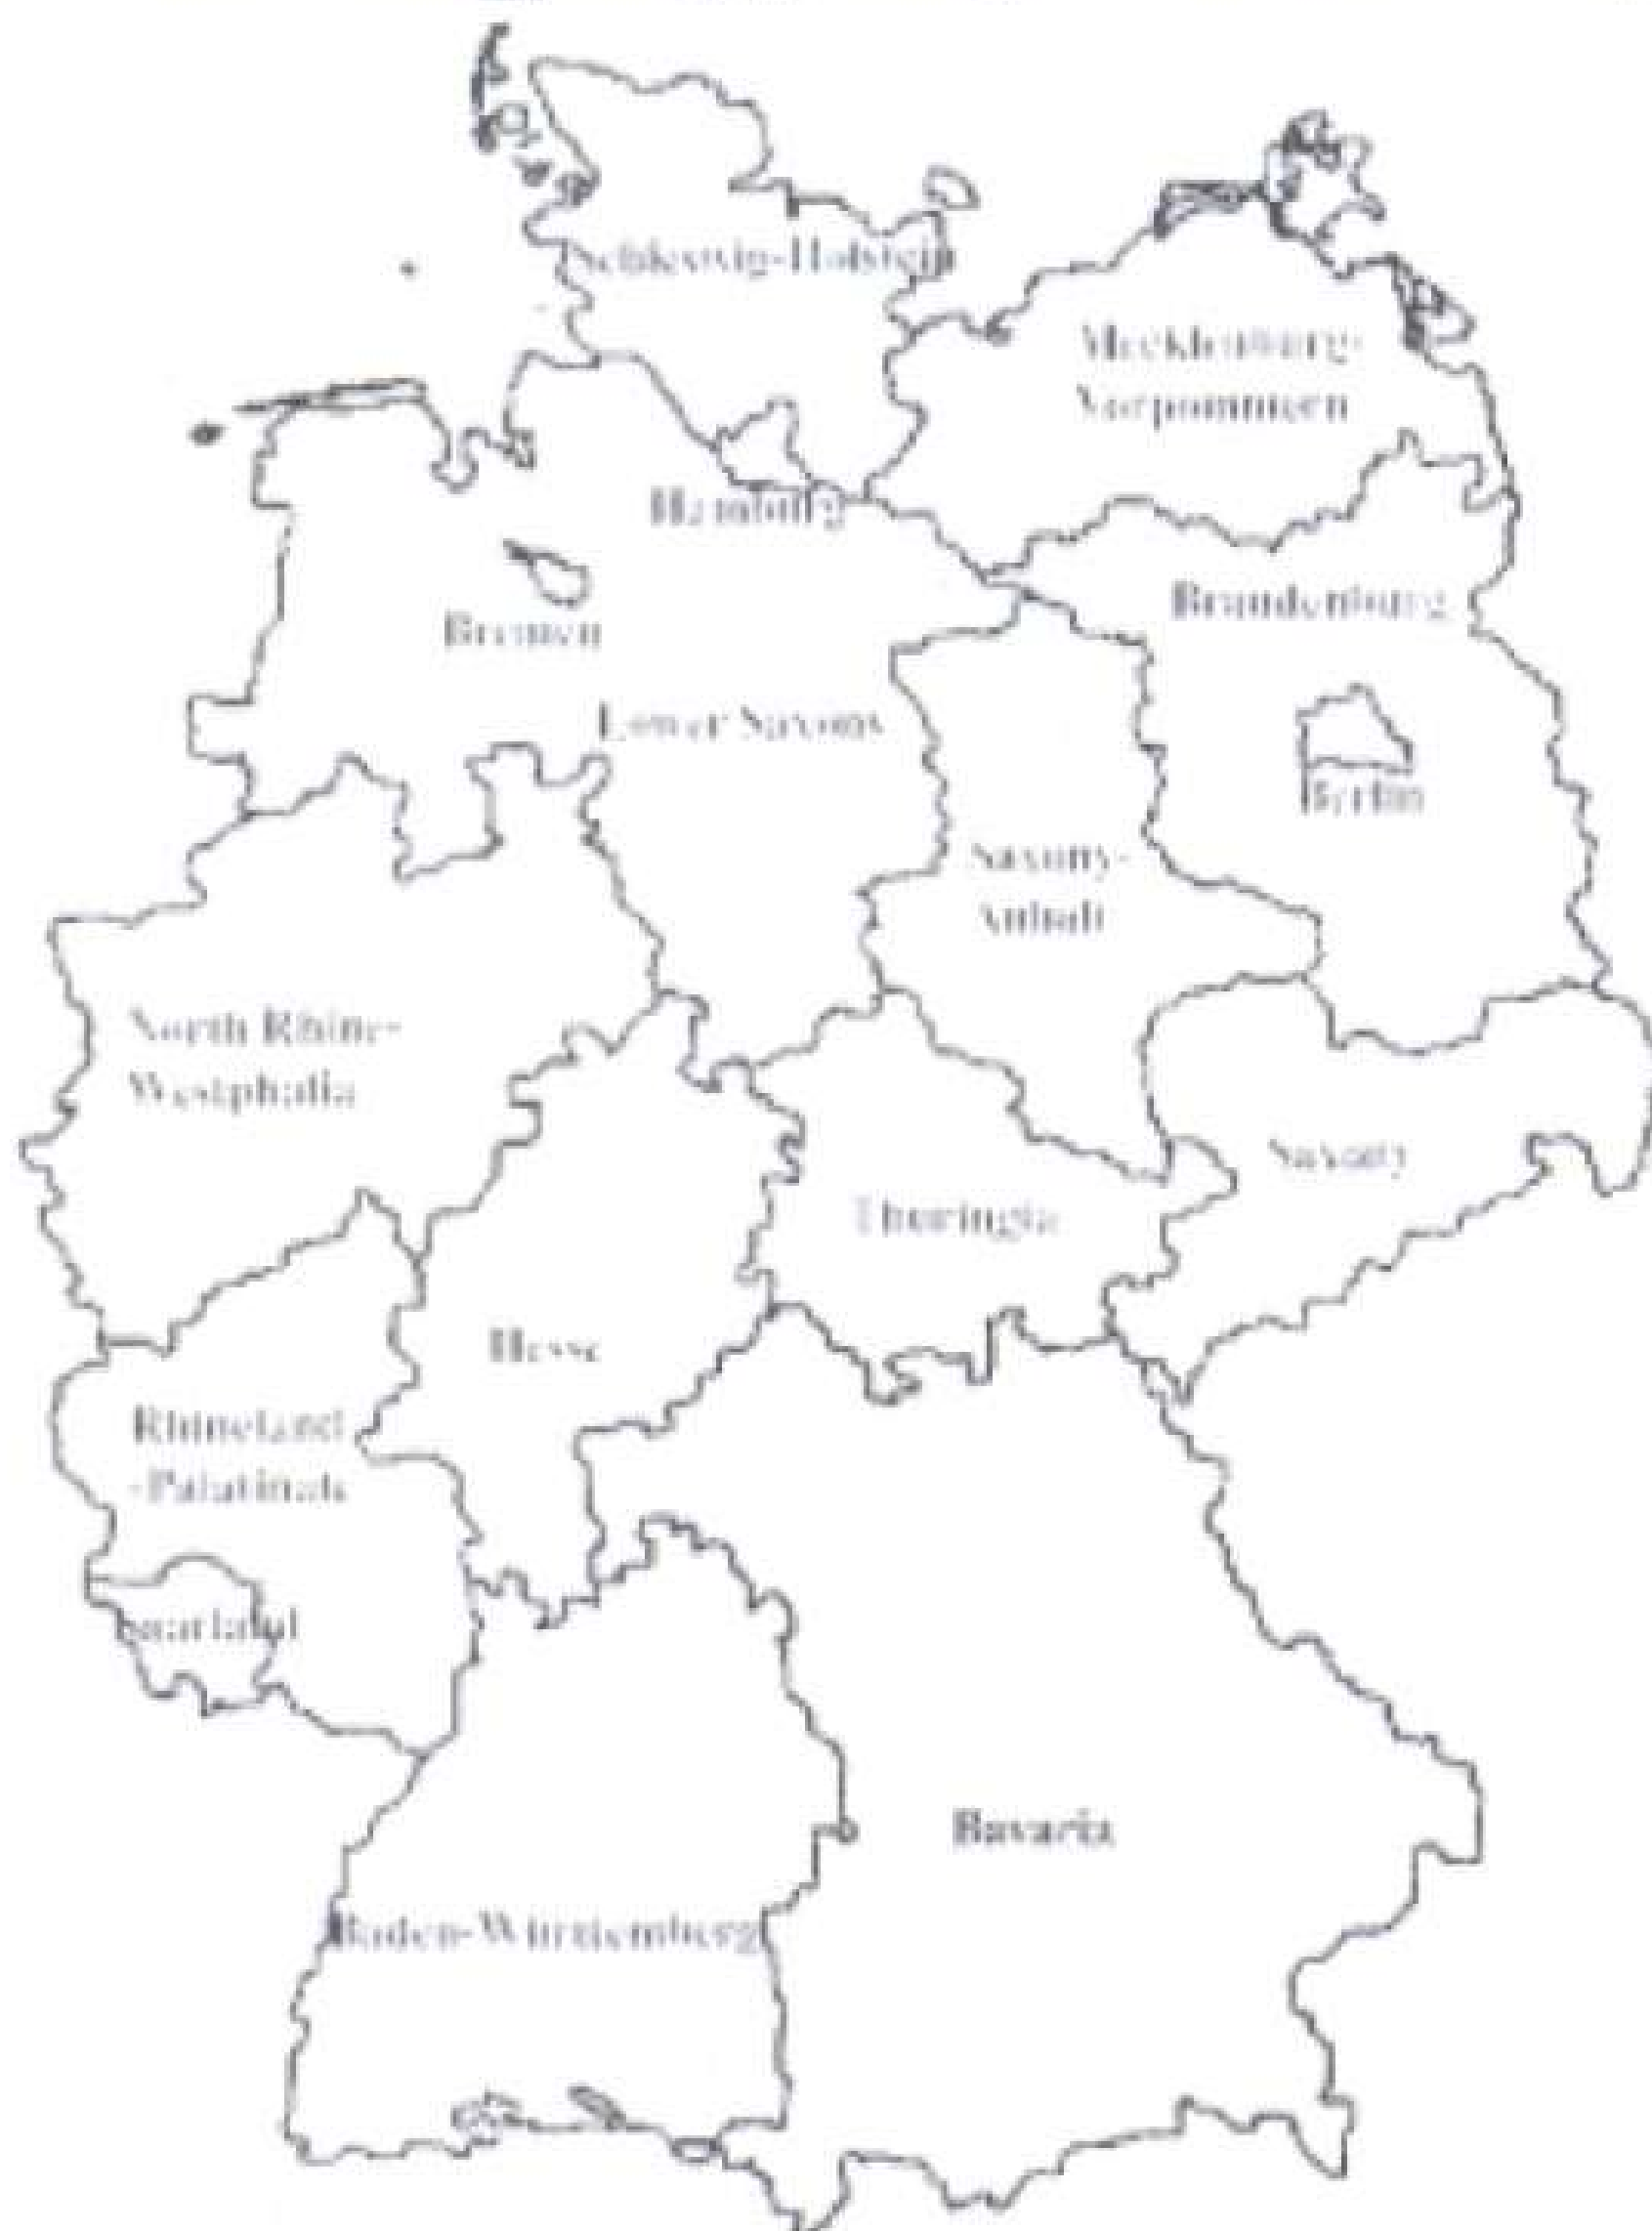 Schleswig-Holstein
Mecklenburg-
Vorpommern
Hamburg
Brandenburg
Bremen
Lower Saxony
Berlin
Saxony-
Anhalt
North Rhine-
Westphalia
Saxony
Thueringia
Hesse
Rhineland
-Palatinate
Saarland
Bavaria
Baden-Württemberg